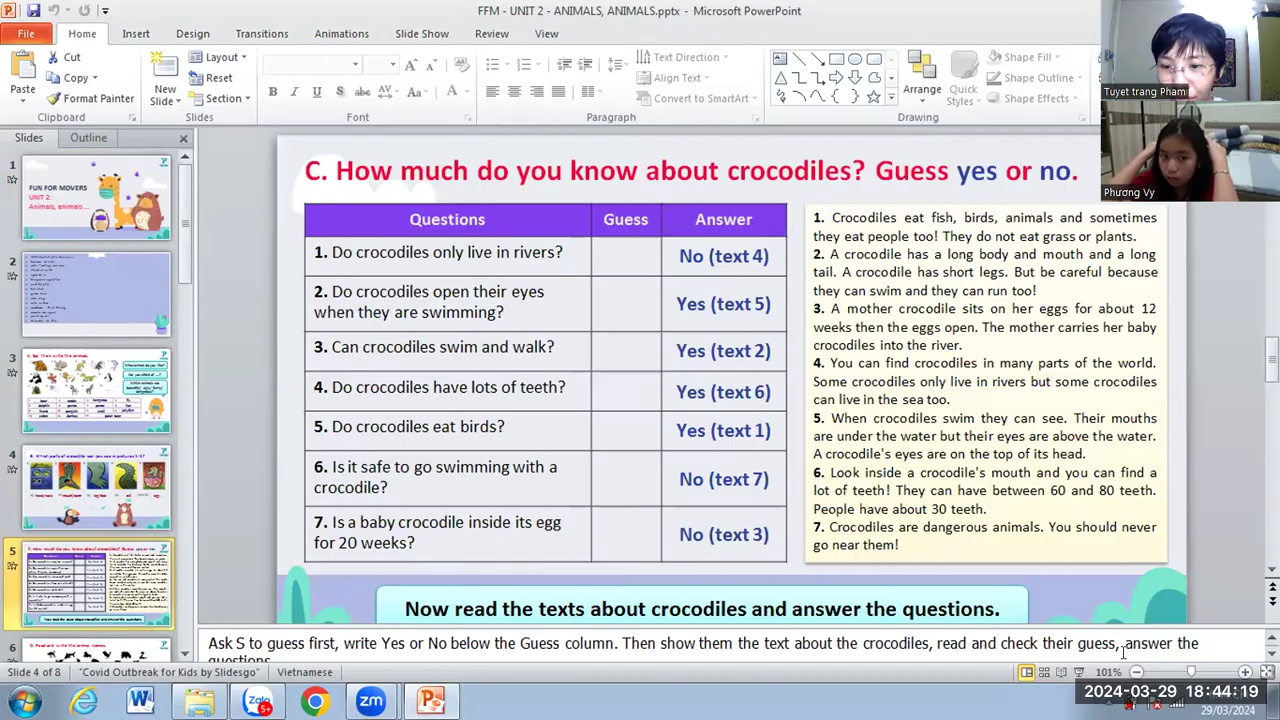 FFM - UNIT 2 - ANIMALS, ANIMALS.pptx - Microsoft PowerPoint
File Home Insert Design Transitions Animations Slide Show Review View
Paste
Cut
Copy
Format Painter
Clipboard
New Slide
Layout
Reset
Section
Slides
Font
Text Direction
Align Text
Convert to SmartArt
Paragraph
Arrange
Quick Styles
Shape Fill
Shape Outline
Shape Effects
Drawing
Tuyet trang Pham
Phương Vy
Slides Outline
1
FUN FOR MOVERS
UNIT 2:
Animals, animals ...
2
3
4
5
6
C. How much do you know about crocodiles? Guess yes or no.
Questions Guess Answer
1. Do crocodiles only live in rivers? No (text 4)
2. Do crocodiles open their eyes
when they are swimming? Yes (text 5)
3. Can crocodiles swim and walk? Yes (text 2)
4. Do crocodiles have lots of teeth? Yes (text 6)
5. Do crocodiles eat birds? Yes (text 1)
6. Is it safe to go swimming with a
crocodile? No (text 7)
7. Is a baby crocodile inside its egg
for 20 weeks? No (text 3)
1. Crocodiles eat fish, birds, animals and sometimes
they eat people too! They do not eat grass or plants.
2. A crocodile has a long body and mouth and a long
tail. A crocodile has short legs. But be careful because
they can swim and they can run too!
3. A mother crocodile sits on her eggs for about 12
weeks then the eggs open. The mother carries her baby
crocodiles into the river.
4. You can find crocodiles in many parts of the world.
Some crocodiles only live in rivers but some crocodiles
can live in the sea too.
5. When crocodiles swim they can see. Their mouths
are under the water but their eyes are above the water.
A crocodile's eyes are on the top of its head.
6. Look inside a crocodile's mouth and you can find a
lot of teeth! They can have between 60 and 80 teeth.
People have about 30 teeth.
7. Crocodiles are dangerous animals. You should never
go near them!
Now read the texts about crocodiles and answer the questions.
Ask S to guess first, write Yes or No below the Guess column. Then show them the text about the crocodiles, read and check their guess, answer the
questions.
Slide 4 of 8 "Covid Outbreak for Kids by Slidesgo" Vietnamese 101%
Zalo 5+
zm
2024-03-29 18:44:19
29/03/2024